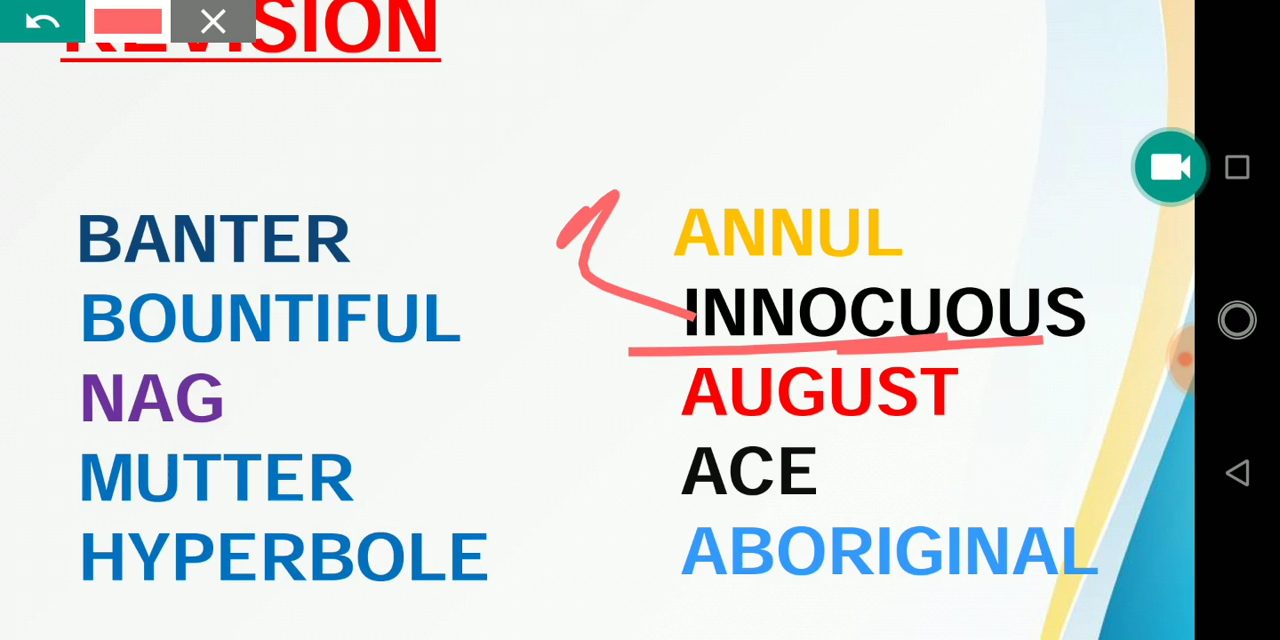 REVISION
BANTER
BOUNTIFUL
NAG
MUTTER
HYPERBOLE
ANNUL
INNOCUOUS
AUGUST
ACE
ABORIGINAL